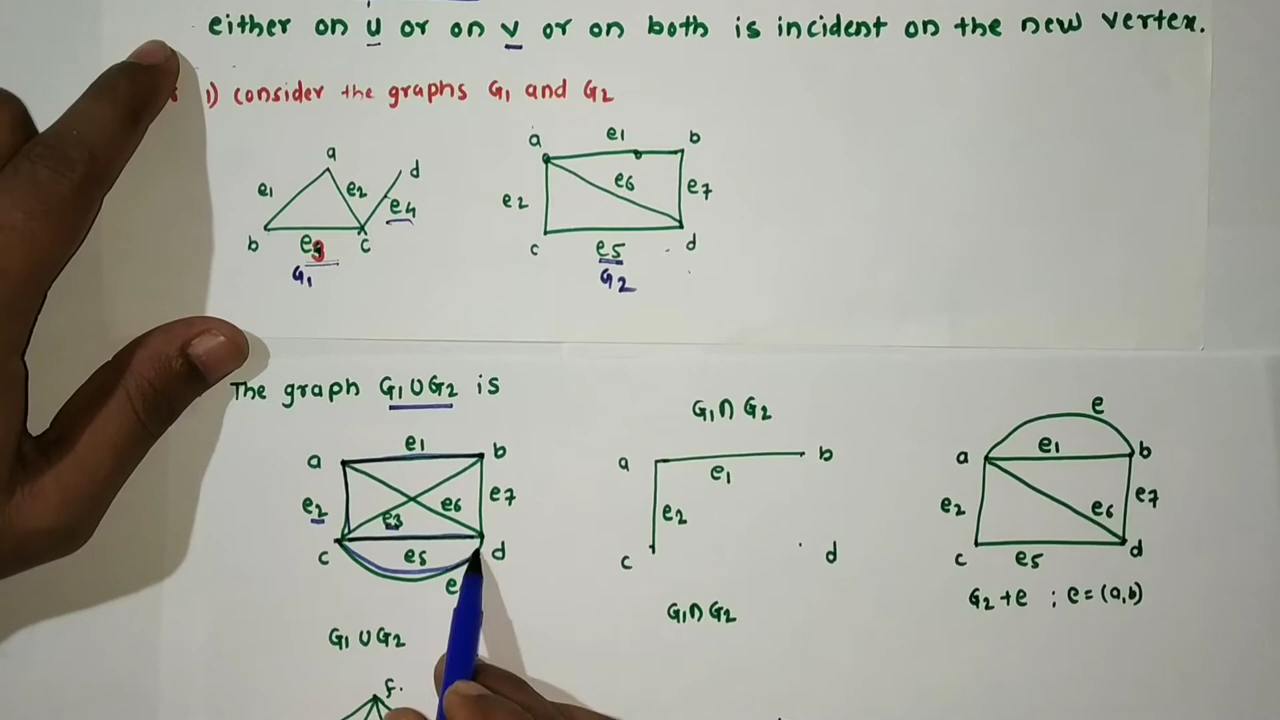 either on u or on v or on both is incident on the new vertex.
1) consider the graphs G1 and G2
a
e1 e2 d
e4
b e3 c
G1
a e1 b
e2 e6 e7
c e5 d
G2
The graph G1 ∪ G2 is
a e1 b
e2 e3 e6 e7
c e5 d
e
G1 ∪ G2
f.
G1 ∩ G2
a e1 b
e2
c d
G1 ∩ G2
e
a e1 b
e2 e6 e7
c e5 d
G2 + e ; e = (a,b)